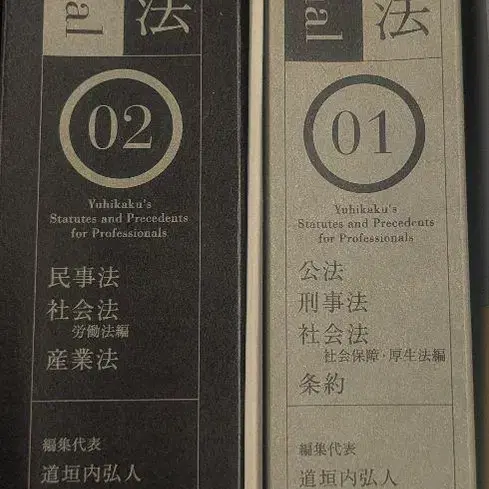 al
法
02
Yuhikaku's
Statutes and Precedents
for Professionals
民事法
社会法
労働法編
産業法
編集代表
道垣内弘人
al
法
01
Yuhikaku's
Statutes and Precedents
for Professionals
公法
刑事法
社会法
社会保障・厚生法編
条約
編集代表
道垣内弘人